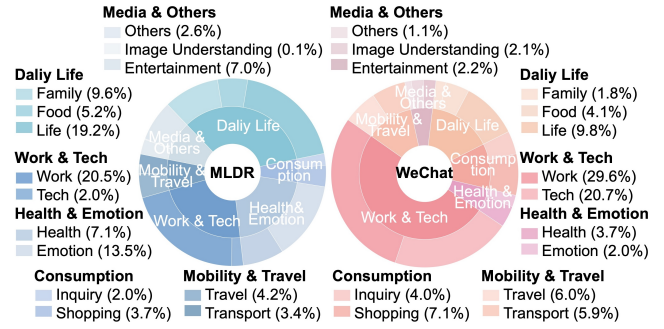 Media & Others
Others (2.6%)
Image Understanding (0.1%)
Entertainment (7.0%)
Media & Others
Others (1.1%)
Image Understanding (2.1%)
Entertainment (2.2%)
Daliy Life
Family (9.6%)
Food (5.2%)
Life (19.2%)
Work & Tech
Work (20.5%)
Tech (2.0%)
Health & Emotion
Health (7.1%)
Emotion (13.5%)
Daliy Life
Media &
Others
Mobility &
Travel
MLDR
Consum
ption
Work & Tech
Health&
Emotion
Media &
Others
Mobility &
Travel
Daliy Life
WeChat
Consump
tion
Health &
Emotion
Work & Tech
Daliy Life
Family (1.8%)
Food (4.1%)
Life (9.8%)
Work & Tech
Work (29.6%)
Tech (20.7%)
Health & Emotion
Health (3.7%)
Emotion (2.0%)
Consumption
Inquiry (2.0%)
Shopping (3.7%)
Mobility & Travel
Travel (4.2%)
Transport (3.4%)
Consumption
Inquiry (4.0%)
Shopping (7.1%)
Mobility & Travel
Travel (6.0%)
Transport (5.9%)